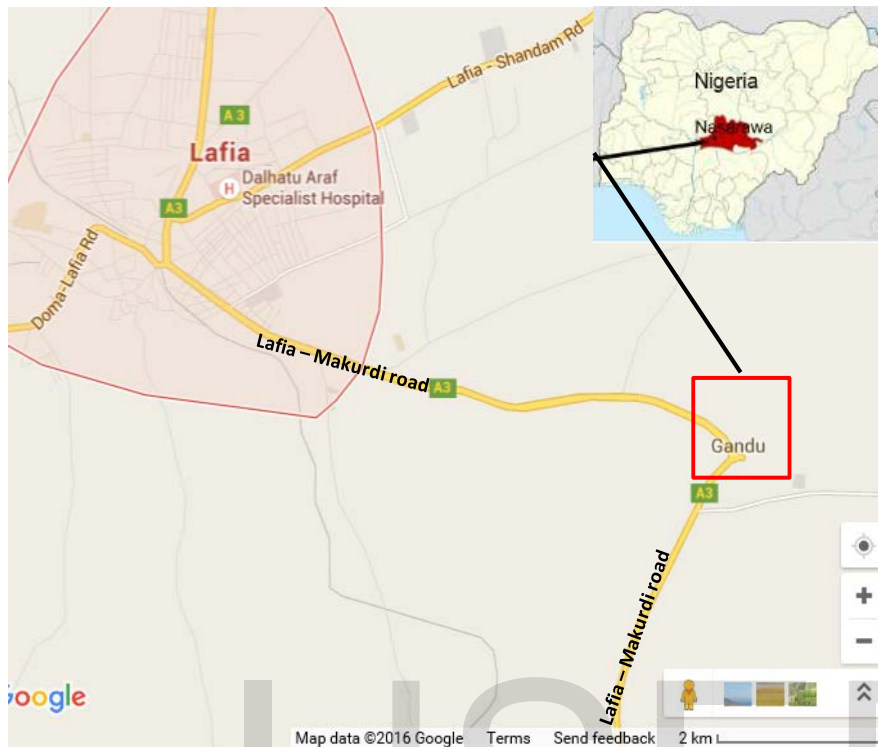 Lafia - Shandam Rd
Nigeria
Nasarawa
A 3
Lafia
H
Dalhatu Araf
Specialist Hospital
A3
Doma-Lafia Rd
Lafia – Makurdi road
A3
Gandu
A3
Lafia – Makurdi road
+
−
Google
Map data ©2016 Google Terms Send feedback 2 km